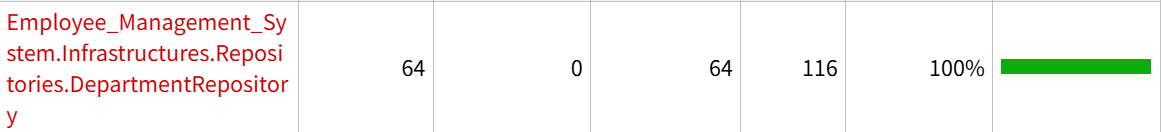 Employee_Management_Sy
stem.Infrastructures.Reposi
64 0 64 116 100%
tories.DepartmentRepositor
y